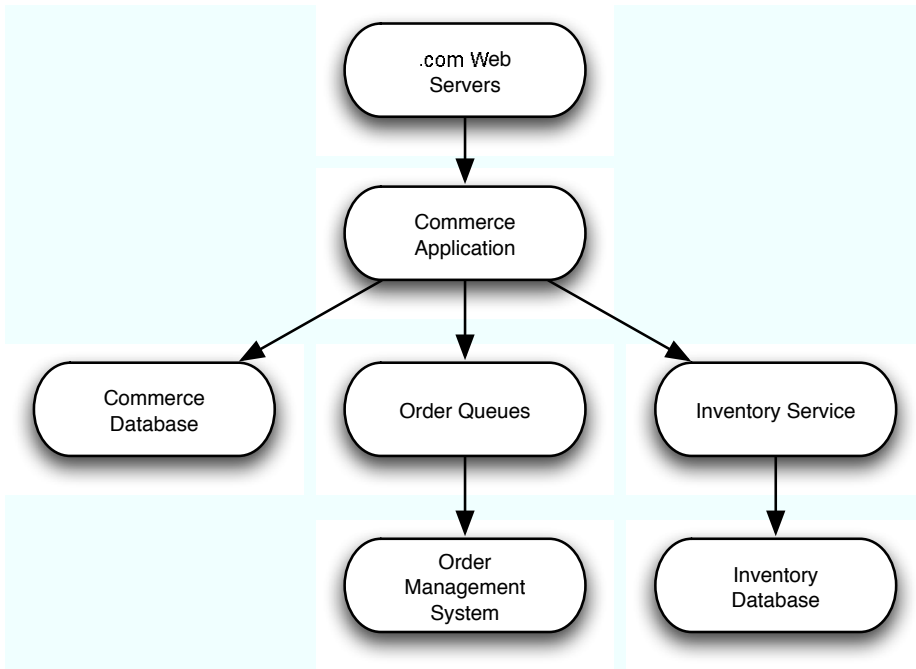 .com Web
Servers
Commerce
Application
Commerce
Database
Order Queues
Inventory Service
Order
Management
System
Inventory
Database